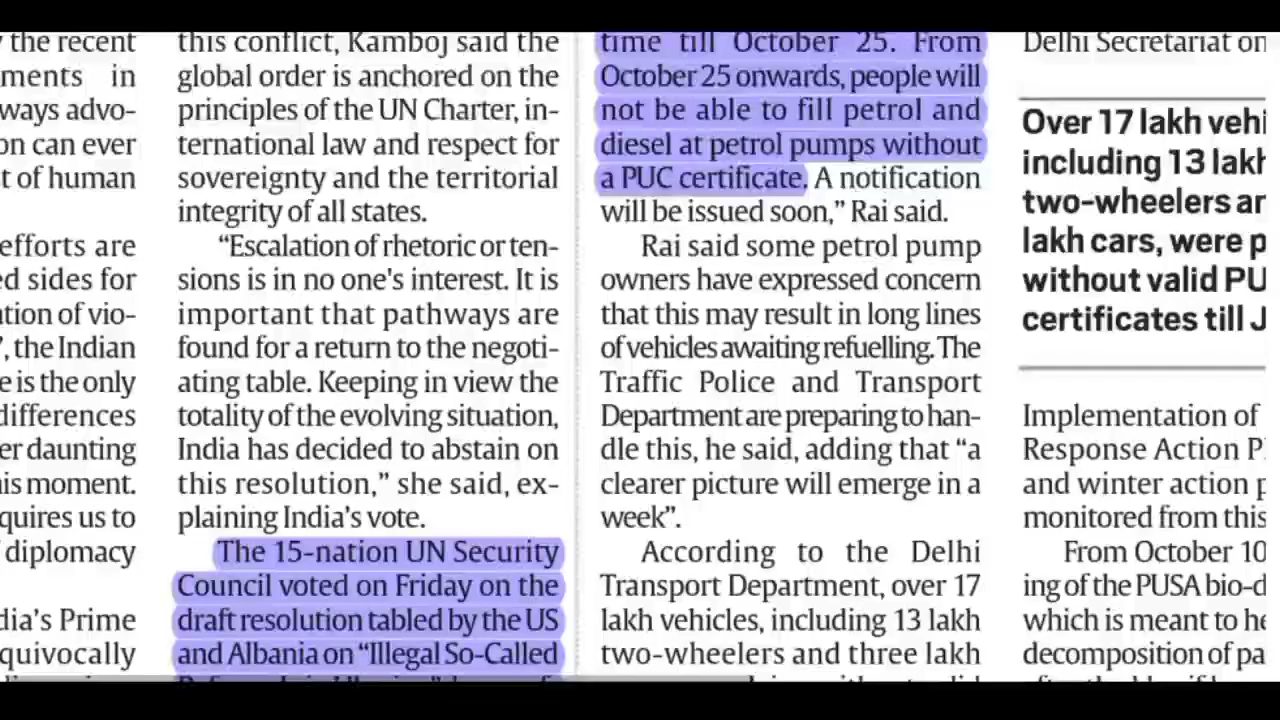 the recent
ments in
ways advo-
on can ever
of human
efforts are
sides for
of vio-
the Indian
is the only
differences
daunting
moment.
us to
diplomacy
Prime
this conflict, Kamboj said the
global order is anchored on the
principles of the UN Charter, in-
ternational law and respect for
sovereignty and the territorial
integrity of all states.
“Escalation of rhetoric or ten-
sions is in no one's interest. It is
important that pathways are
found for a return to the negoti-
ating table. Keeping in view the
totality of the evolving situation,
India has decided to abstain on
this resolution,” she said, ex-
plaining India’s vote.
The 15-nation UN Security
Council voted on Friday on the
draft resolution tabled by the US
and Albania on “Illegal So-Called
time till October 25. From
October 25 onwards, people will
not be able to fill petrol and
diesel at petrol pumps without
a PUC certificate. A notification
will be issued soon,” Rai said.
Rai said some petrol pump
owners have expressed concern
that this may result in long lines
of vehicles awaiting refuelling. The
Traffic Police and Transport
Department are preparing to han-
dle this, he said, adding that “a
clearer picture will emerge in a
week”.
According to the Delhi
Transport Department, over 17
lakh vehicles, including 13 lakh
two-wheelers and three lakh
Delhi Secretariat on
Over 17 lakh vehi
including 13 lakh
two-wheelers
lakh cars, were
without valid PU
certificates till
Implementation of
Response Action
and winter action
monitored from this
From October 10
ing of the PUSA bio-d
which is meant to
decomposition of